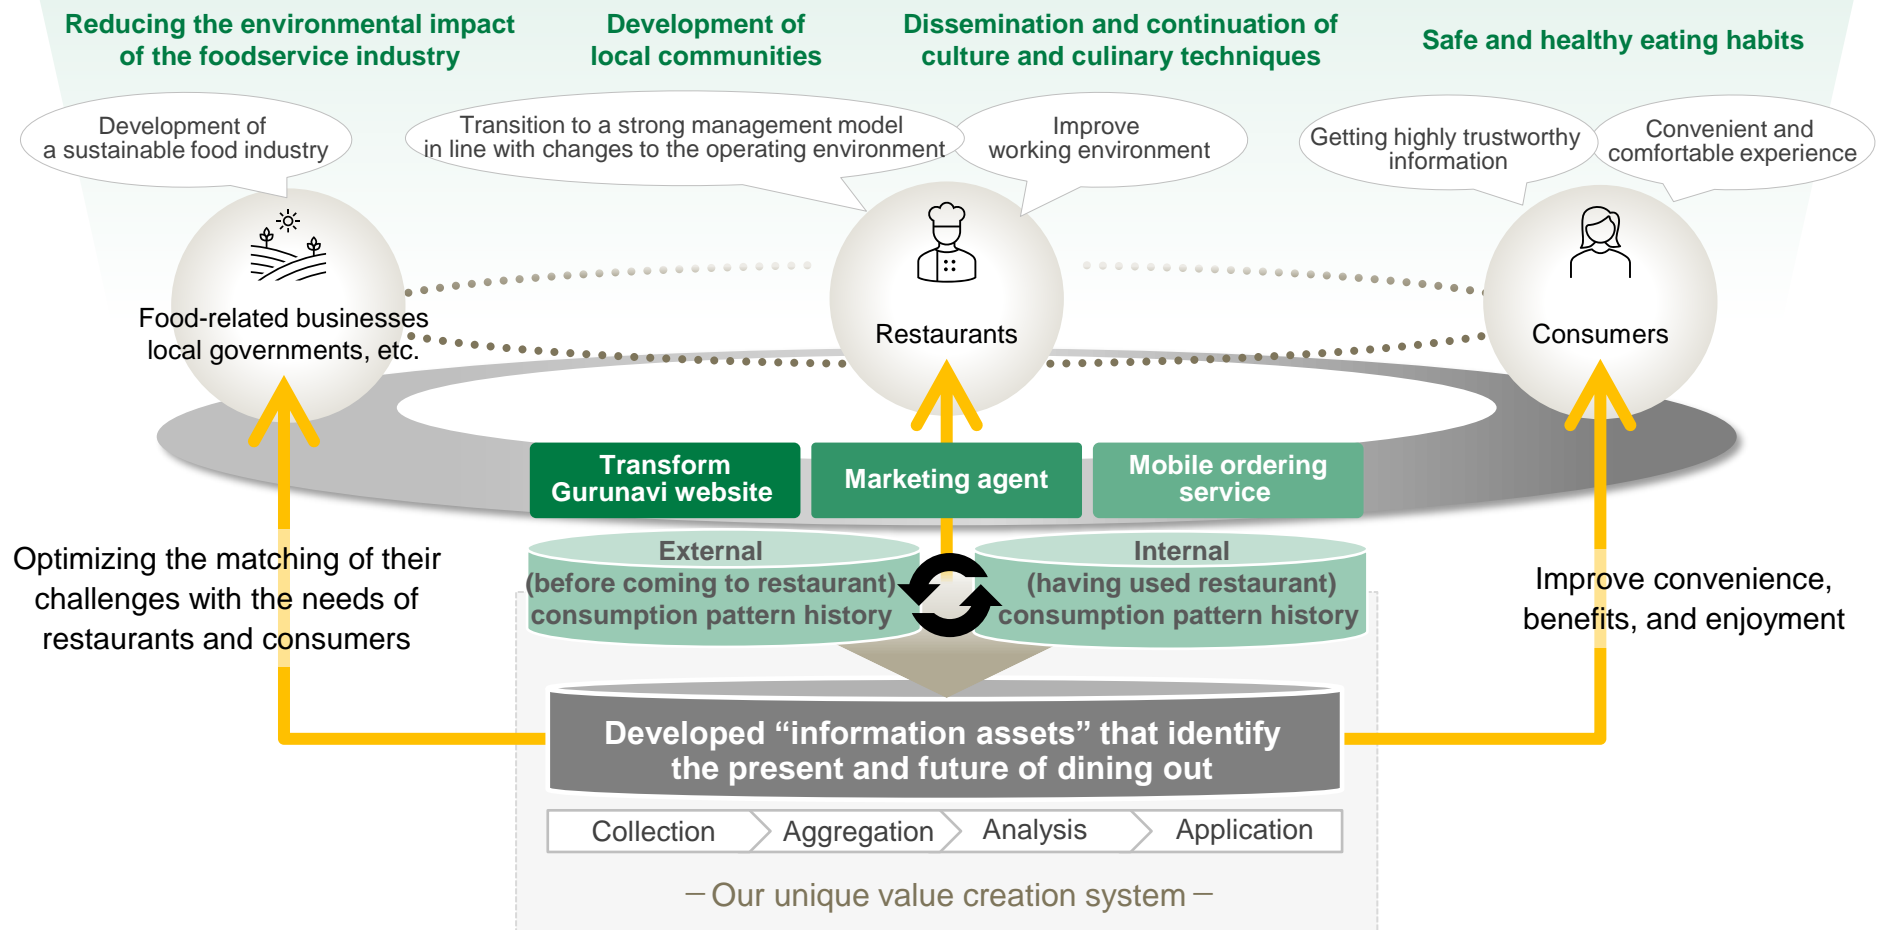 Reducing the environmental impact
of the foodservice industry
Development of
local communities
Dissemination and continuation of
culture and culinary techniques
Safe and healthy eating habits
Development of
a sustainable food industry
Transition to a strong management model
in line with changes to the operating environment
Improve
working environment
Getting highly trustworthy
information
Convenient and
comfortable experience
Food-related businesses
local governments, etc.
Restaurants
Consumers
Transform
Gurunavi website
Marketing agent
Mobile ordering
service
Optimizing the matching of their
challenges with the needs of
restaurants and consumers
External
(before coming to restaurant)
consumption pattern history
Internal
(having used restaurant)
consumption pattern history
Improve convenience,
benefits, and enjoyment
Developed “information assets” that identify
the present and future of dining out
Collection
Aggregation
Analysis
Application
－Our unique value creation system－